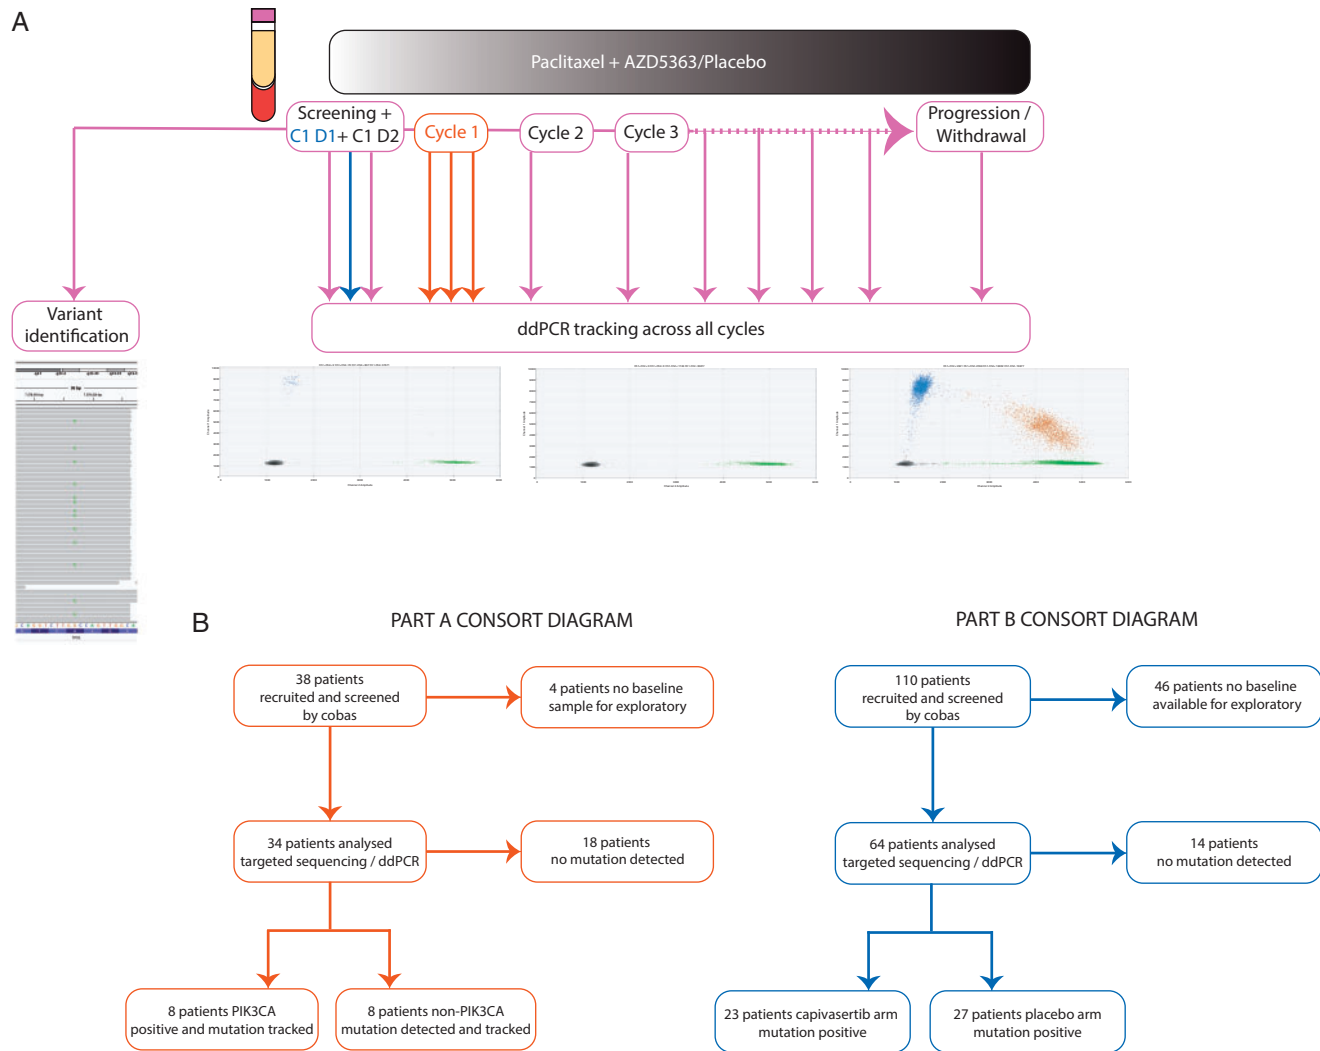 A
Paclitaxel + AZD5363/Placebo
Screening +
C1 D1+ C1 D2
Cycle 1
Cycle 2
Cycle 3
Progression /
Withdrawal
Variant
identification
ddPCR tracking across all cycles
B
PART A CONSORT DIAGRAM
38 patients
recruited and screened
by cobas
4 patients no baseline
sample for exploratory
34 patients analysed
targeted sequencing / ddPCR
18 patients
no mutation detected
8 patients PIK3CA
positive and mutation tracked
8 patients non-PIK3CA
mutation detected and tracked
PART B CONSORT DIAGRAM
110 patients
recruited and screened
by cobas
46 patients no baseline
available for exploratory
64 patients analysed
targeted sequencing / ddPCR
14 patients
no mutation detected
23 patients capivasertib arm
mutation positive
27 patients placebo arm
mutation positive